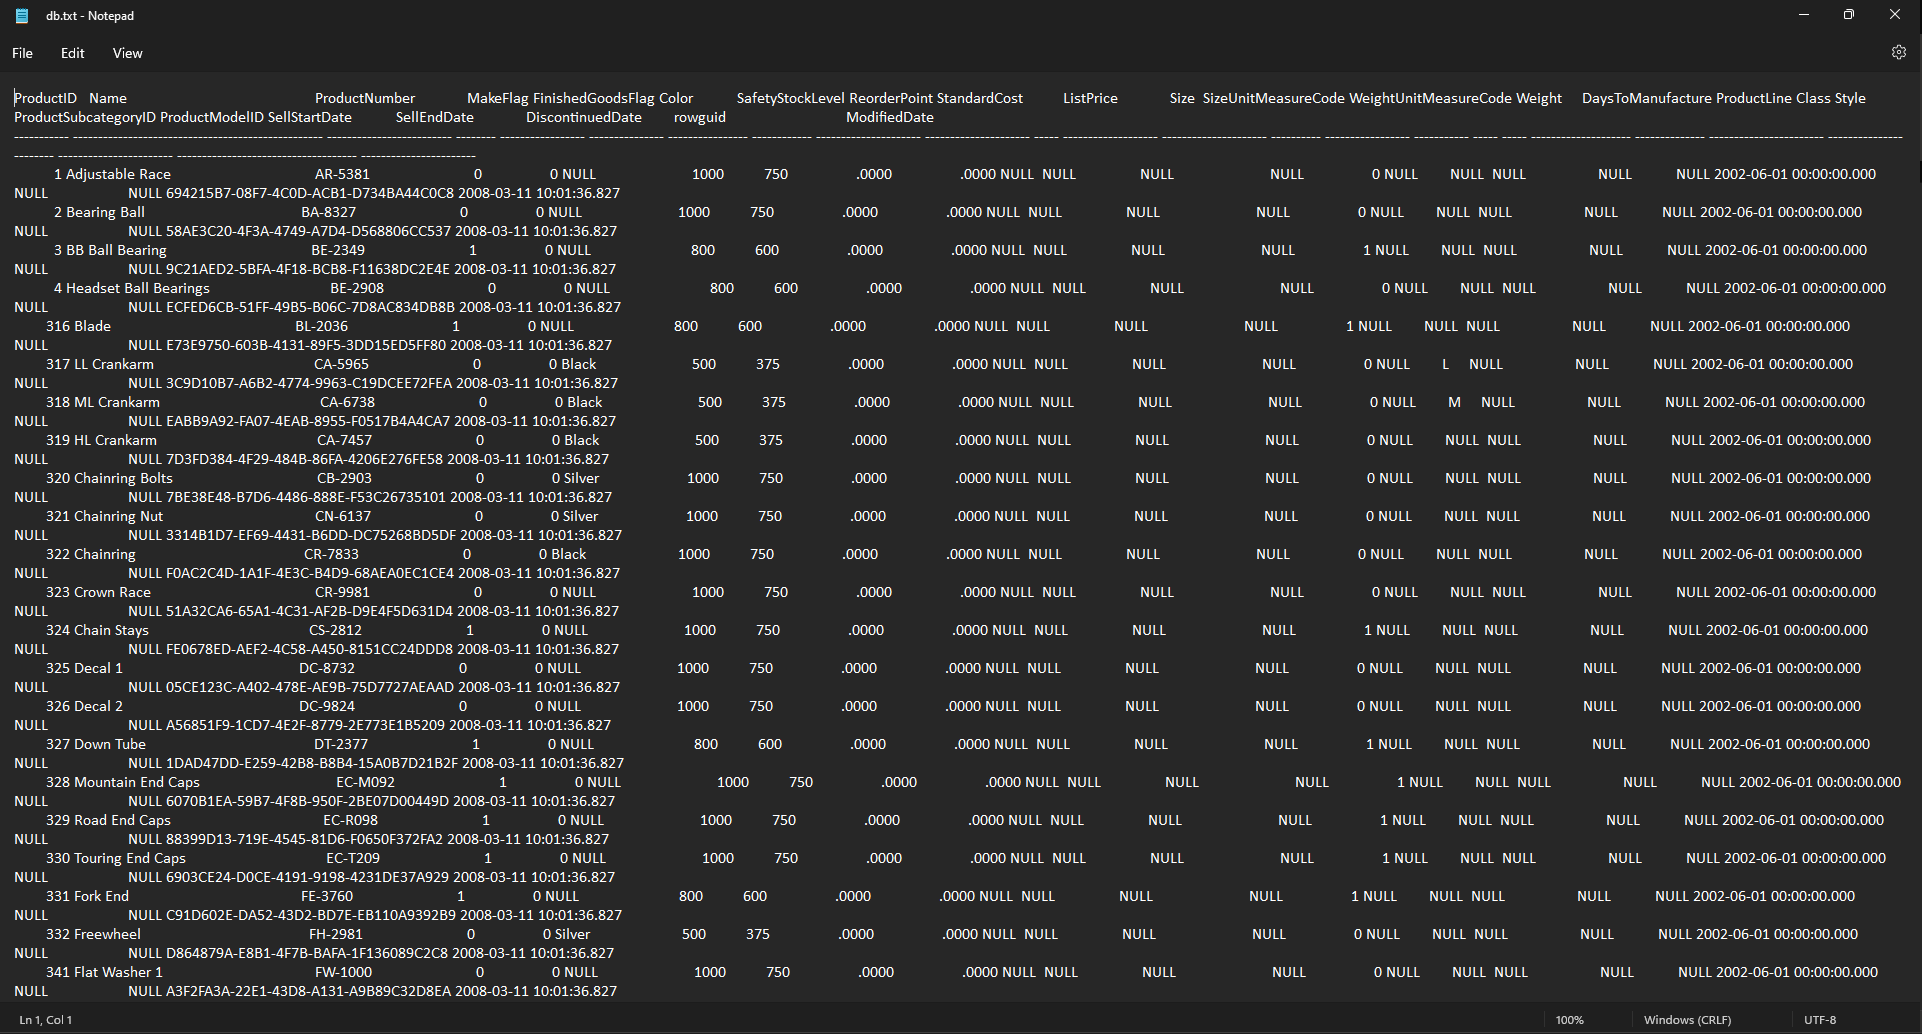 db.txt - Notepad
File Edit View
ProductID Name ProductNumber MakeFlag FinishedGoodsFlag Color SafetyStockLevel ReorderPoint StandardCost ListPrice Size SizeUnitMeasureCode WeightUnitMeasureCode Weight DaysToManufacture ProductLine Class Style
ProductSubcategoryID ProductModelID SellStartDate SellEndDate DiscontinuedDate rowguid ModifiedDate
1 Adjustable Race AR-5381 0 0 NULL 1000 750 .0000 .0000 NULL NULL NULL NULL 0 NULL NULL NULL NULL NULL 2002-06-01 00:00:00.000
NULL NULL 694215B7-08F7-4C0D-ACB1-D734BA44C0C8 2008-03-11 10:01:36.827
2 Bearing Ball BA-8327 0 0 NULL 1000 750 .0000 .0000 NULL NULL NULL NULL 0 NULL NULL NULL NULL NULL 2002-06-01 00:00:00.000
NULL NULL 58AE3C20-4F3A-4749-A7D4-D568806CC537 2008-03-11 10:01:36.827
3 BB Ball Bearing BE-2349 1 0 NULL 800 600 .0000 .0000 NULL NULL NULL NULL 1 NULL NULL NULL NULL NULL 2002-06-01 00:00:00.000
NULL NULL 9C21AED2-5BFA-4F18-BCB8-F11638DC2E4E 2008-03-11 10:01:36.827
4 Headset Ball Bearings BE-2908 0 0 NULL 800 600 .0000 .0000 NULL NULL NULL NULL 0 NULL NULL NULL NULL NULL 2002-06-01 00:00:00.000
NULL NULL ECFED6CB-51FF-49B5-B06C-7D8AC834DB8B 2008-03-11 10:01:36.827
316 Blade BL-2036 1 0 NULL 800 600 .0000 .0000 NULL NULL NULL NULL 1 NULL NULL NULL NULL NULL 2002-06-01 00:00:00.000
NULL NULL E73E9750-603B-4131-89F5-3DD15ED5FF80 2008-03-11 10:01:36.827
317 LL Crankarm CA-5965 0 0 Black 500 375 .0000 .0000 NULL NULL NULL NULL 0 NULL L NULL NULL NULL 2002-06-01 00:00:00.000
NULL NULL 3C9D10B7-A6B2-4774-9963-C19DCEE72FEA 2008-03-11 10:01:36.827
318 ML Crankarm CA-6738 0 0 Black 500 375 .0000 .0000 NULL NULL NULL NULL 0 NULL M NULL NULL NULL 2002-06-01 00:00:00.000
NULL NULL EABB9A92-FA07-4EAB-8955-F0517B4A4CA7 2008-03-11 10:01:36.827
319 HL Crankarm CA-7457 0 0 Black 500 375 .0000 .0000 NULL NULL NULL NULL 0 NULL NULL NULL NULL NULL 2002-06-01 00:00:00.000
NULL NULL 7D3FD384-4F29-484B-86FA-4206E276FE58 2008-03-11 10:01:36.827
320 Chainring Bolts CB-2903 0 0 Silver 1000 750 .0000 .0000 NULL NULL NULL NULL 0 NULL NULL NULL NULL NULL 2002-06-01 00:00:00.000
NULL NULL 7BE38E48-B7D6-4486-888E-F53C26735101 2008-03-11 10:01:36.827
321 Chainring Nut CN-6137 0 0 Silver 1000 750 .0000 .0000 NULL NULL NULL NULL 0 NULL NULL NULL NULL NULL 2002-06-01 00:00:00.000
NULL NULL 3314B1D7-EF69-4431-B6DD-DC75268BD5DF 2008-03-11 10:01:36.827
322 Chainring CR-7833 0 0 Black 1000 750 .0000 .0000 NULL NULL NULL NULL 0 NULL NULL NULL NULL NULL 2002-06-01 00:00:00.000
NULL NULL F0AC2C4D-1A1F-4E3C-B4D9-68AEA0EC1CE4 2008-03-11 10:01:36.827
323 Crown Race CR-9981 0 0 NULL 1000 750 .0000 .0000 NULL NULL NULL NULL 0 NULL NULL NULL NULL NULL 2002-06-01 00:00:00.000
NULL NULL 51A32CA6-65A1-4C31-AF2B-D9E4F5D631D4 2008-03-11 10:01:36.827
324 Chain Stays CS-2812 1 0 NULL 1000 750 .0000 .0000 NULL NULL NULL NULL 1 NULL NULL NULL NULL NULL 2002-06-01 00:00:00.000
NULL NULL FE0678ED-AEF2-4C58-A450-8151CC24DDD8 2008-03-11 10:01:36.827
325 Decal 1 DC-8732 0 0 NULL 1000 750 .0000 .0000 NULL NULL NULL NULL 0 NULL NULL NULL NULL NULL 2002-06-01 00:00:00.000
NULL NULL 05CE123C-A402-478E-AE9B-75D7727AEAAD 2008-03-11 10:01:36.827
326 Decal 2 DC-9824 0 0 NULL 1000 750 .0000 .0000 NULL NULL NULL NULL 0 NULL NULL NULL NULL NULL 2002-06-01 00:00:00.000
NULL NULL A56851F9-1CD7-4E2F-8779-2E773E1B5209 2008-03-11 10:01:36.827
327 Down Tube DT-2377 1 0 NULL 800 600 .0000 .0000 NULL NULL NULL NULL 1 NULL NULL NULL NULL NULL 2002-06-01 00:00:00.000
NULL NULL 1DAD47DD-E259-42B8-B8B4-15A0B7D21B2F 2008-03-11 10:01:36.827
328 Mountain End Caps EC-M092 1 0 NULL 1000 750 .0000 .0000 NULL NULL NULL NULL 1 NULL NULL NULL NULL NULL 2002-06-01 00:00:00.000
NULL NULL 6070B1EA-59B7-4F8B-950F-2BE07D00449D 2008-03-11 10:01:36.827
329 Road End Caps EC-R098 1 0 NULL 1000 750 .0000 .0000 NULL NULL NULL NULL 1 NULL NULL NULL NULL NULL 2002-06-01 00:00:00.000
NULL NULL 88399D13-719E-4545-81D6-F0650F372FA2 2008-03-11 10:01:36.827
330 Touring End Caps EC-T209 1 0 NULL 1000 750 .0000 .0000 NULL NULL NULL NULL 1 NULL NULL NULL NULL NULL 2002-06-01 00:00:00.000
NULL NULL 6903CE24-D0CE-4191-9198-4231DE37A929 2008-03-11 10:01:36.827
331 Fork End FE-3760 1 0 NULL 800 600 .0000 .0000 NULL NULL NULL NULL 1 NULL NULL NULL NULL NULL 2002-06-01 00:00:00.000
NULL NULL C91D602E-DA52-43D2-BD7E-EB110A9392B9 2008-03-11 10:01:36.827
332 Freewheel FH-2981 0 0 Silver 500 375 .0000 .0000 NULL NULL NULL NULL 0 NULL NULL NULL NULL NULL 2002-06-01 00:00:00.000
NULL NULL D864879A-E8B1-4F7B-BAFA-1F136089C2C8 2008-03-11 10:01:36.827
341 Flat Washer 1 FW-1000 0 0 NULL 1000 750 .0000 .0000 NULL NULL NULL NULL 0 NULL NULL NULL NULL NULL 2002-06-01 00:00:00.000
NULL NULL A3F2FA3A-22E1-43D8-A131-A9B89C32D8EA 2008-03-11 10:01:36.827
Ln 1, Col 1 100% Windows (CRLF) UTF-8